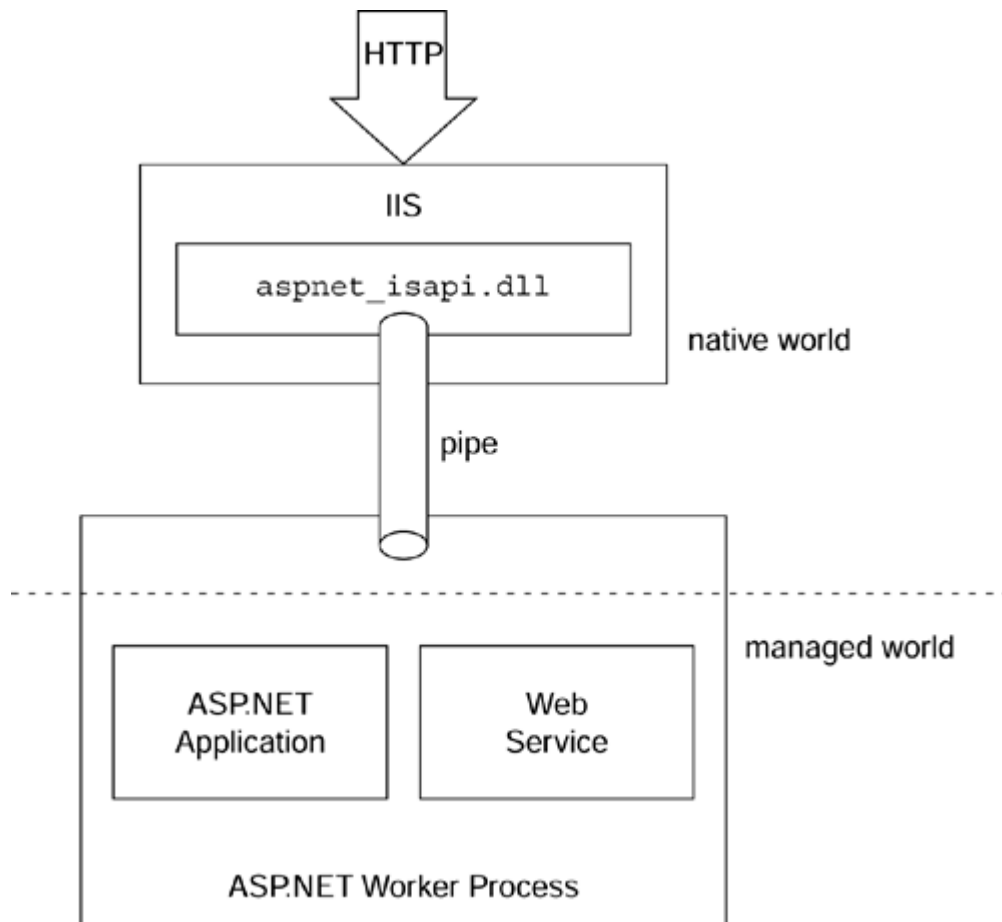 HTTP
IIS
aspnet_isapi.dll
native world
pipe
managed world
ASP.NET
Application
Web
Service
ASP.NET Worker Process